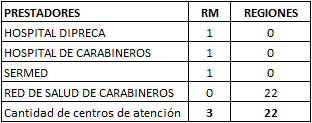 PRESTADORES RM REGIONES
HOSPITAL DIPRECA 1 0
HOSPITAL DE CARABINEROS 1 0
SERMED 1 0
RED DE SALUD DE CARABINEROS 0 22
Cantidad de centros de atención 3 22